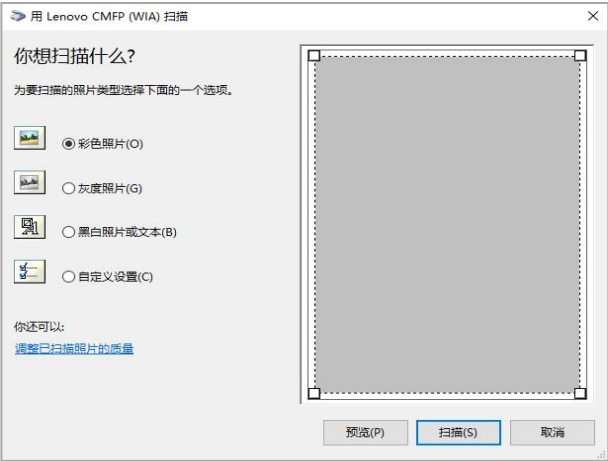 用 Lenovo CMFP (WIA) 扫描
你想扫描什么?
为要扫描的照片类型选择下面的一个选项。
彩色照片(O)
灰度照片(G)
黑白照片或文本(B)
自定义设置(C)
你还可以:
调整已扫描照片的质量
预览(P)
扫描(S)
取消